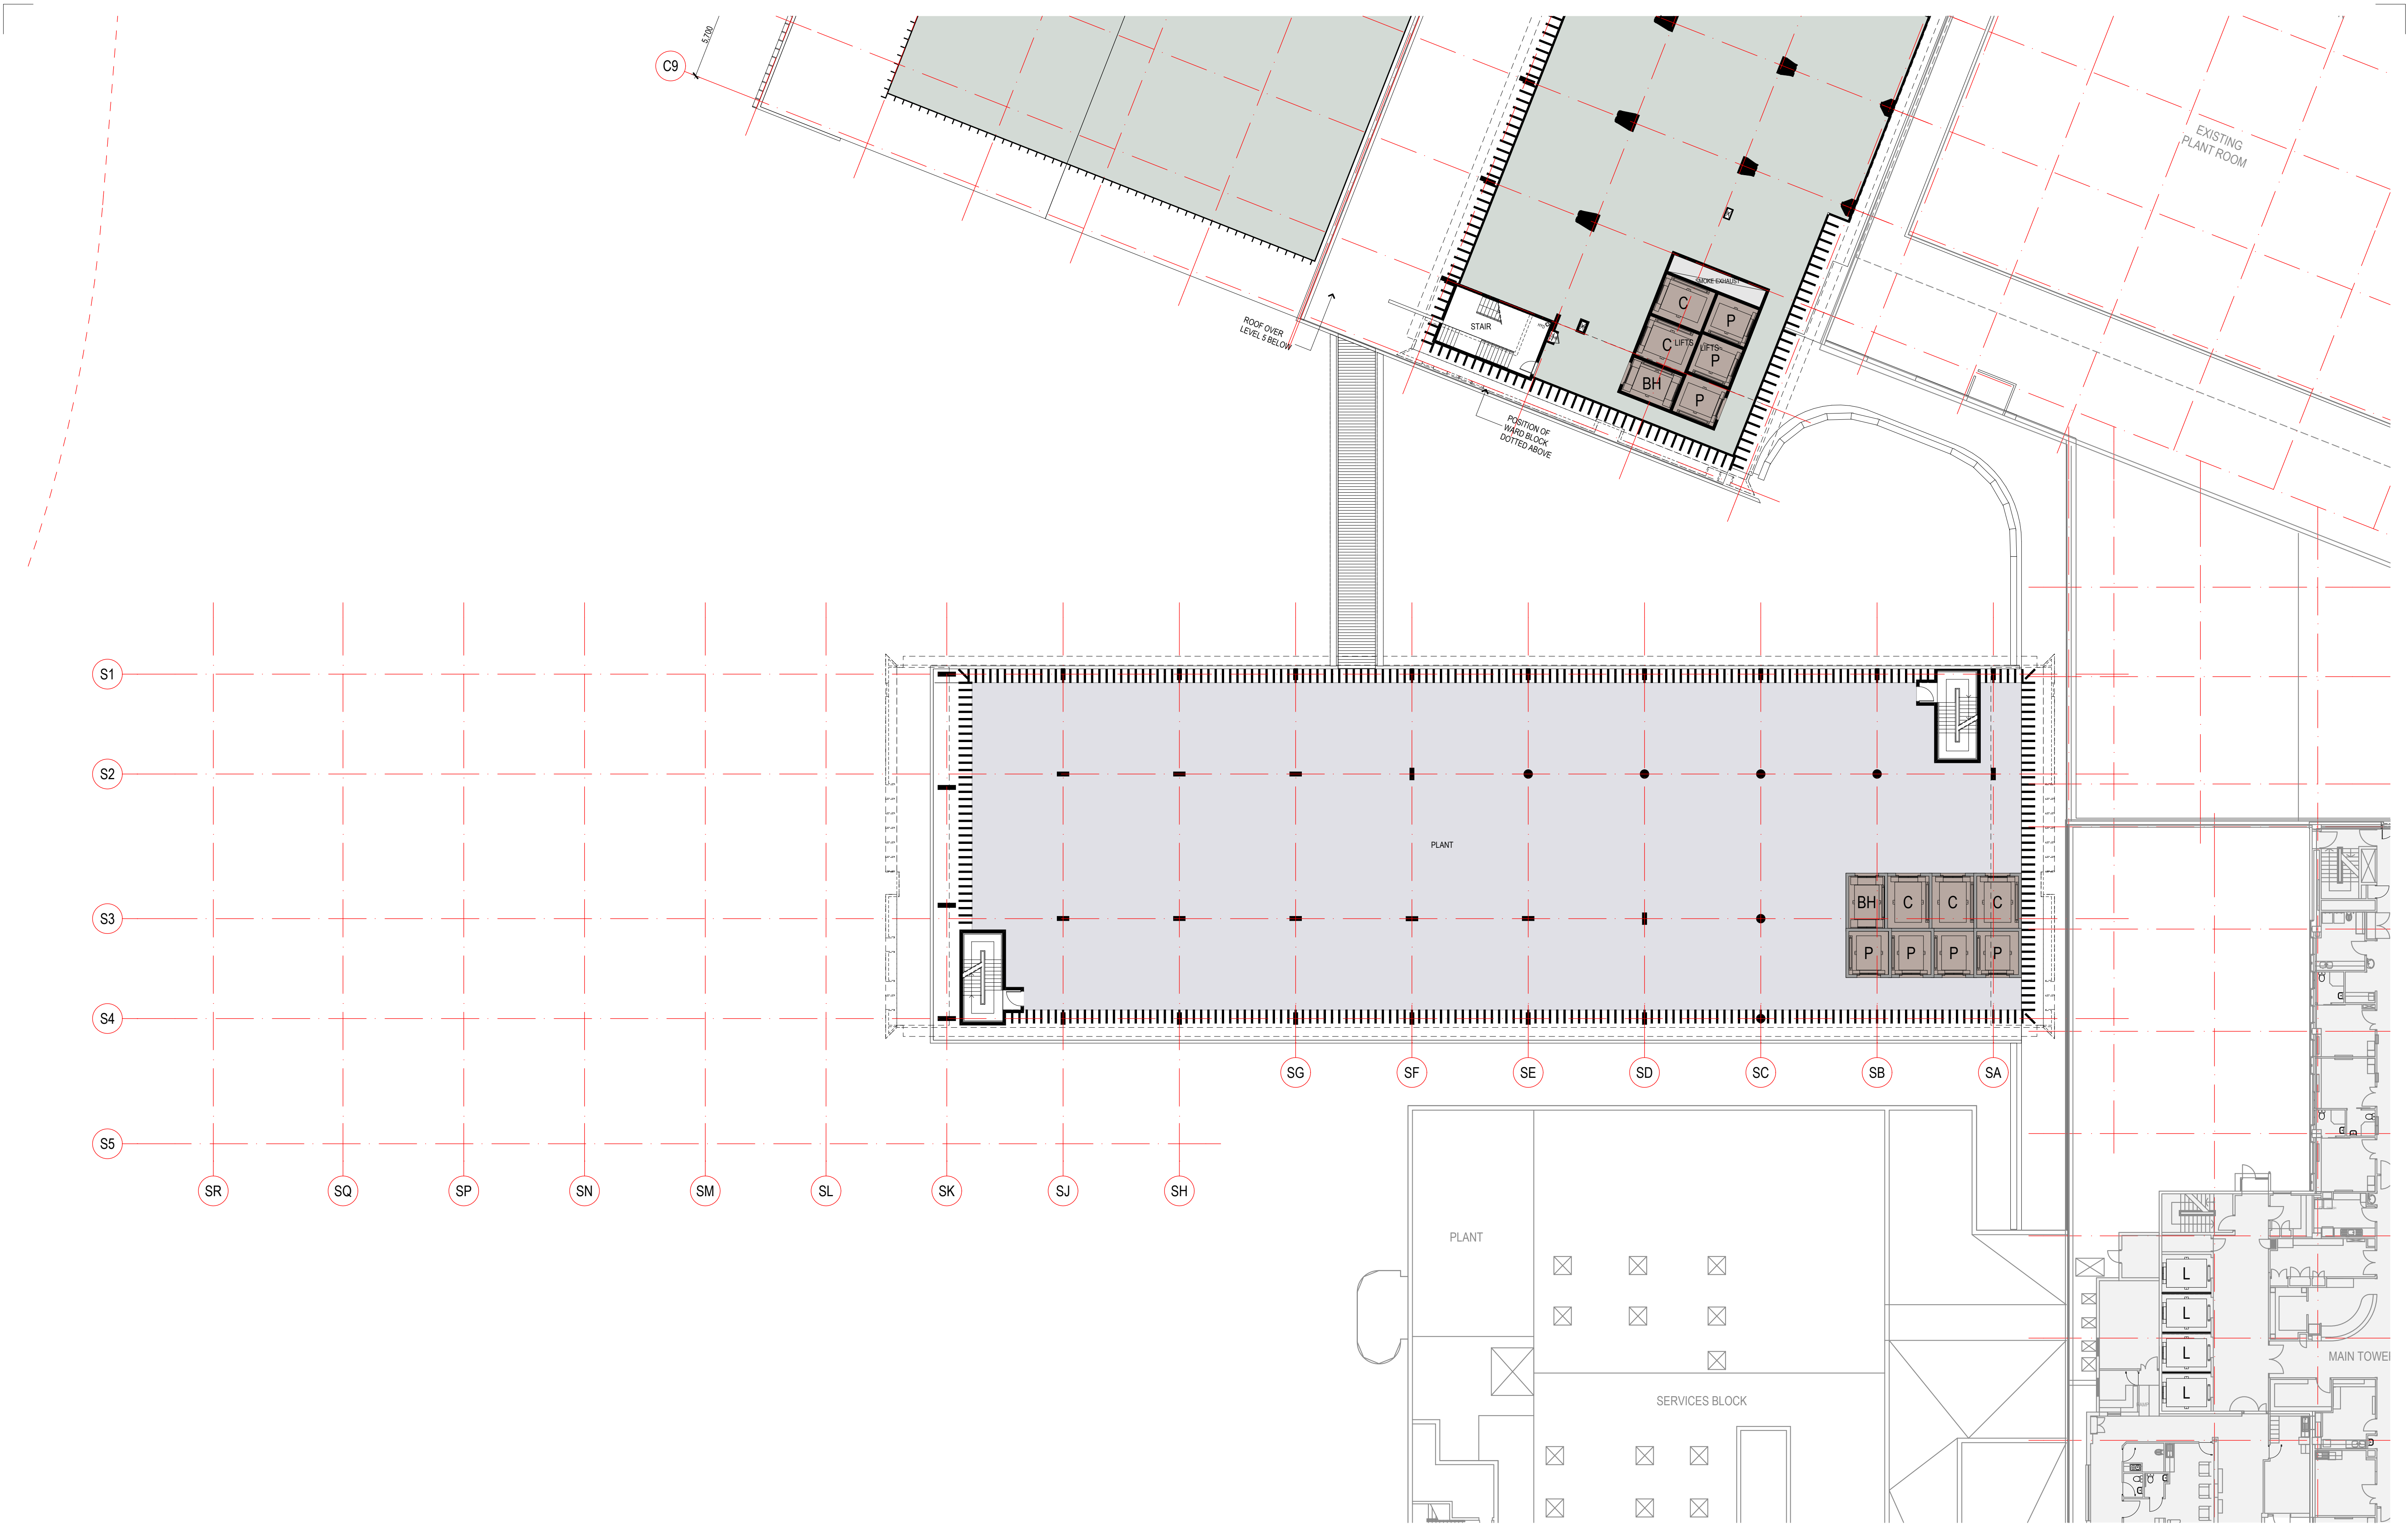 5,700
C9
EXISTING
PLANT ROOM
SMOKE EXHAUST
C
P
ROOF OVER
LEVEL 5 BELOW
STAIR
C
LIFTS
LIFTS
P
BH
P
POSITION OF
WARD BLOCK
DOTTED ABOVE
S1
S2
PLANT
S3
BH
C
C
C
P
P
P
P
S4
SG
SF
SE
SD
SC
SB
SA
S5
SR
SQ
SP
SN
SM
SL
SK
SJ
SH
PLANT
L
L
L
MAIN TOWER
L
SERVICES BLOCK